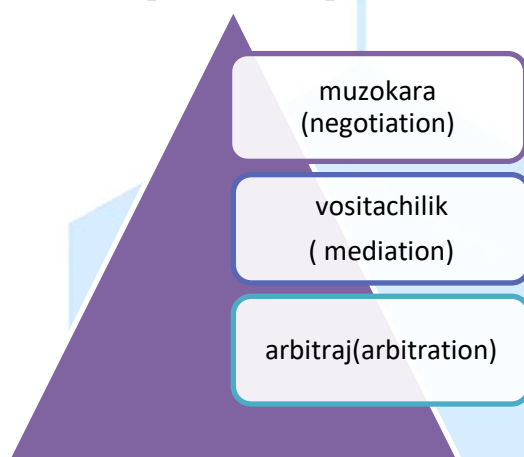 muzokara
(negotiation)
vositachilik
( mediation)
arbitraj(arbitration)